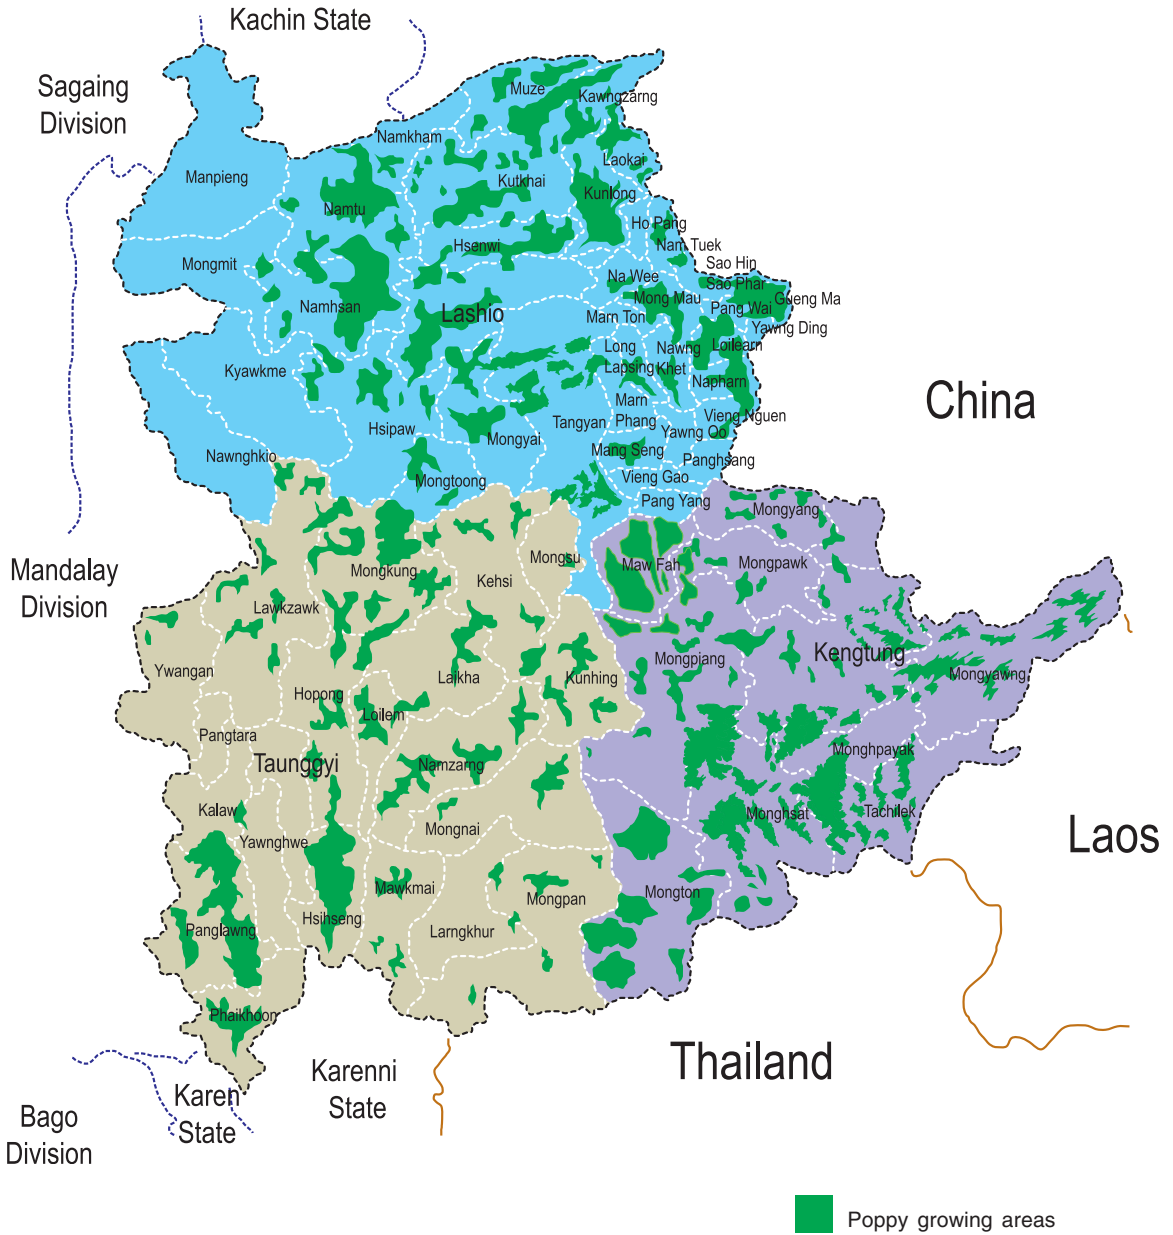 Kachin State
Sagaing
Division
Muze
Kawngzarng
Namkham
Laokai
Manpieng
Kutkhai
Kunlong
Namtu
Ho Pang
Hsenwi
Nam Tuek
Sao Hin
Mongmit
Na Wee
Sao Phar
Mong Mau
Gueng Ma
Namhsan
Lashio
Pang Wai
Marn Ton
Yawng Ding
Long
Nawng
Loilearn
Kyawkme
Lapsing
Khet
Napharn
China
Marn
Hsipaw
Tangyan
Phang
Vieng Nguen
Mongyai
Yawng Oo
Nawnghkio
Mang Seng
Panghsang
Mongtoong
Vieng Gao
Pang Yang
Mongyang
Mandalay
Division
Mongsu
Maw Fah
Mongpawk
Mongkung
Kehsi
Lawkzawk
Ywangan
Mongpiang
Kengtung
Mongyawng
Laikha
Kunhing
Hopong
Loilem
Pangtara
Taunggyi
Namzarng
Monghpayak
Kalaw
Mongnai
Monghsat
Tachilek
Yawnghwe
Laos
Mawkmai
Mongpan
Mongton
Panglawng
Hsihseng
Larngkhur
Phaikhoon
Thailand
Karenni
State
Karen
State
Bago
Division
Poppy growing areas